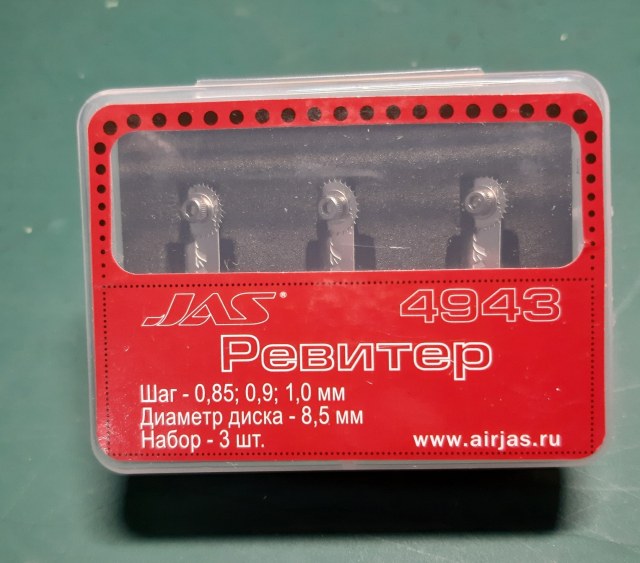 JAS® 4943
Ревитер
Шаг - 0,85; 0,9; 1,0 мм
Диаметр диска - 8,5 мм
Набор - 3 шт. www.airjas.ru